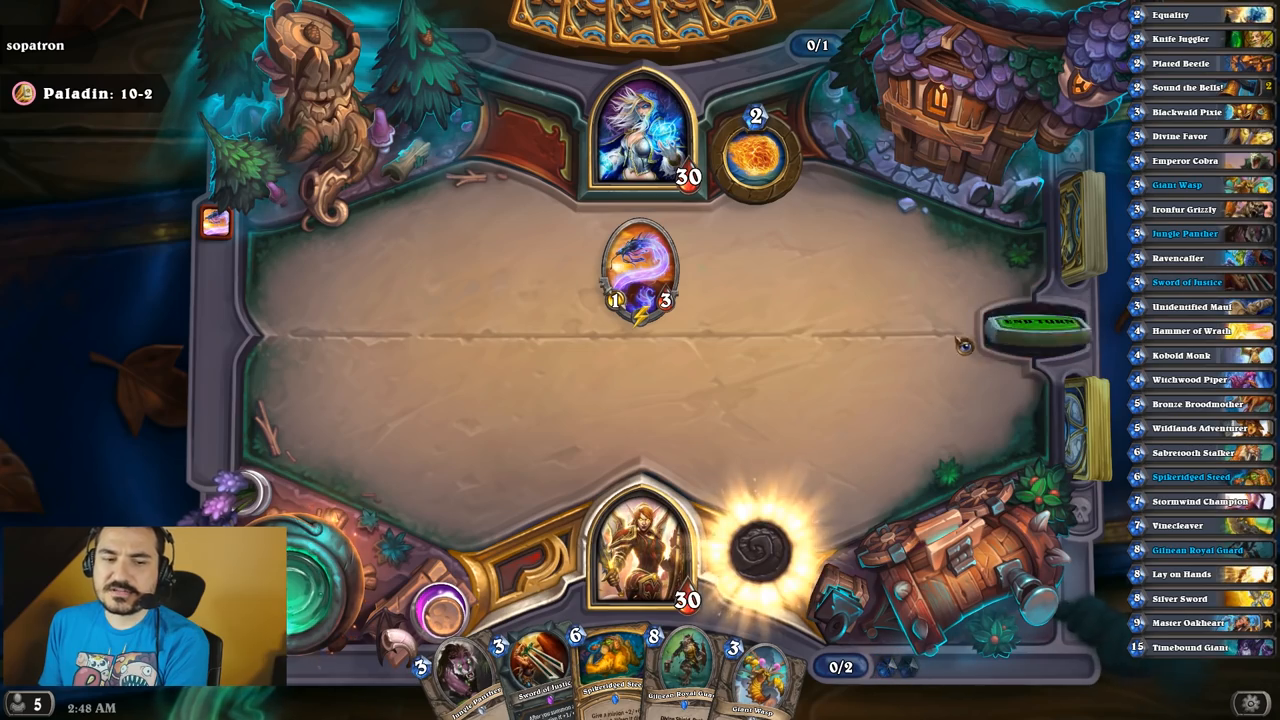 sopatron
Paladin: 10-2
0/1
2
30
1
3
END TURN
30
0/2
3
Jungle Panther
3
Sword of Justic
6
Spikeridged Stee
8
Gilnean Royal Gua
3
Giant Wasp
5
2:48 AM
2 Equality
2 Knife Juggler
2 Plated Beetle
2 Sound the Bells! 2
3 Blackwald Pixie
3 Divine Favor
3 Emperor Cobra
3 Giant Wasp
3 Ironfur Grizzly
3 Jungle Panther
3 Ravencaller
3 Sword of Justice
3 Unidentified Maul
4 Hammer of Wrath
4 Kobold Monk
4 Witchwood Piper
5 Bronze Broodmother
5 Wildlands Adventurer
6 Sabretooth Stalker
6 Spikeridged Steed
7 Stormwind Champion
7 Vinecleaver
8 Gilnean Royal Guard
8 Lay on Hands
8 Silver Sword
9 Master Oakheart
15 Timebound Giant